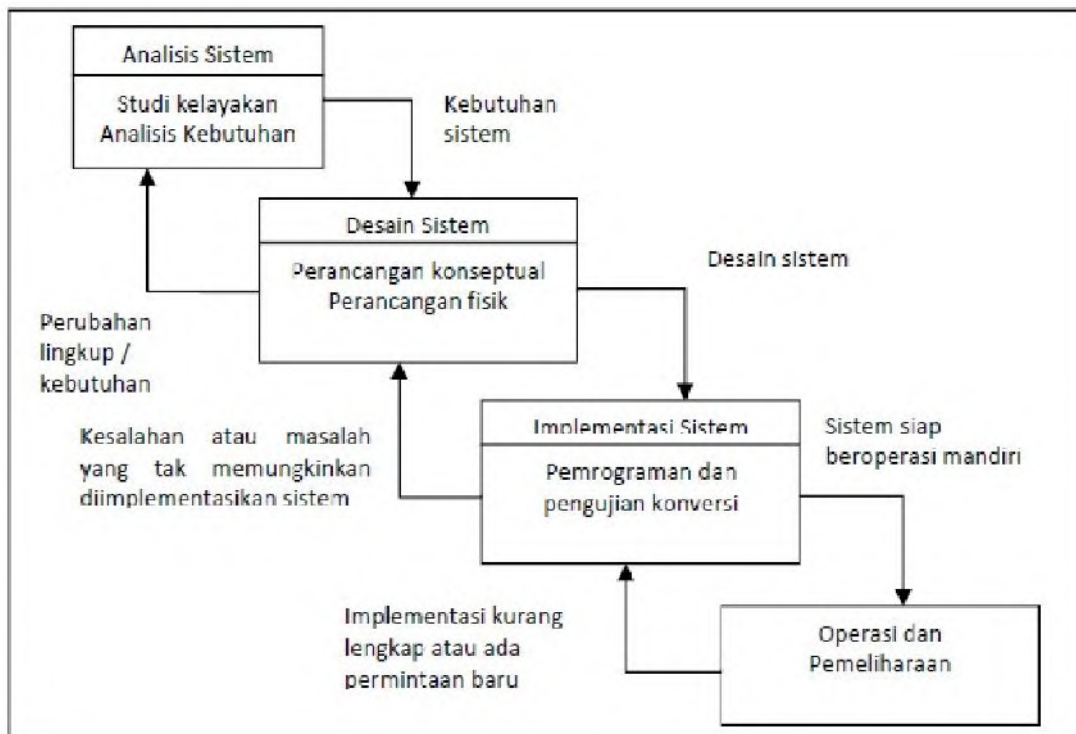 Analisis Sistem
Studi kelayakan
Analisis Kebutuhan
Kebutuhan
sistem
Desain Sistem
Perancangan konseptual
Perancangan fisik
Desain sistem
Perubahan
lingkup /
kebutuhan
Kesalahan atau masalah
yang tak memungkinkan
diimplementasikan sistem
Implementasi Sistem
Pemrograman dan
pengujian konversi
Sistem siap
beroperasi mandiri
Implementasi kurang
lengkap atau ada
permintaan baru
Operasi dan
Pemeliharaan